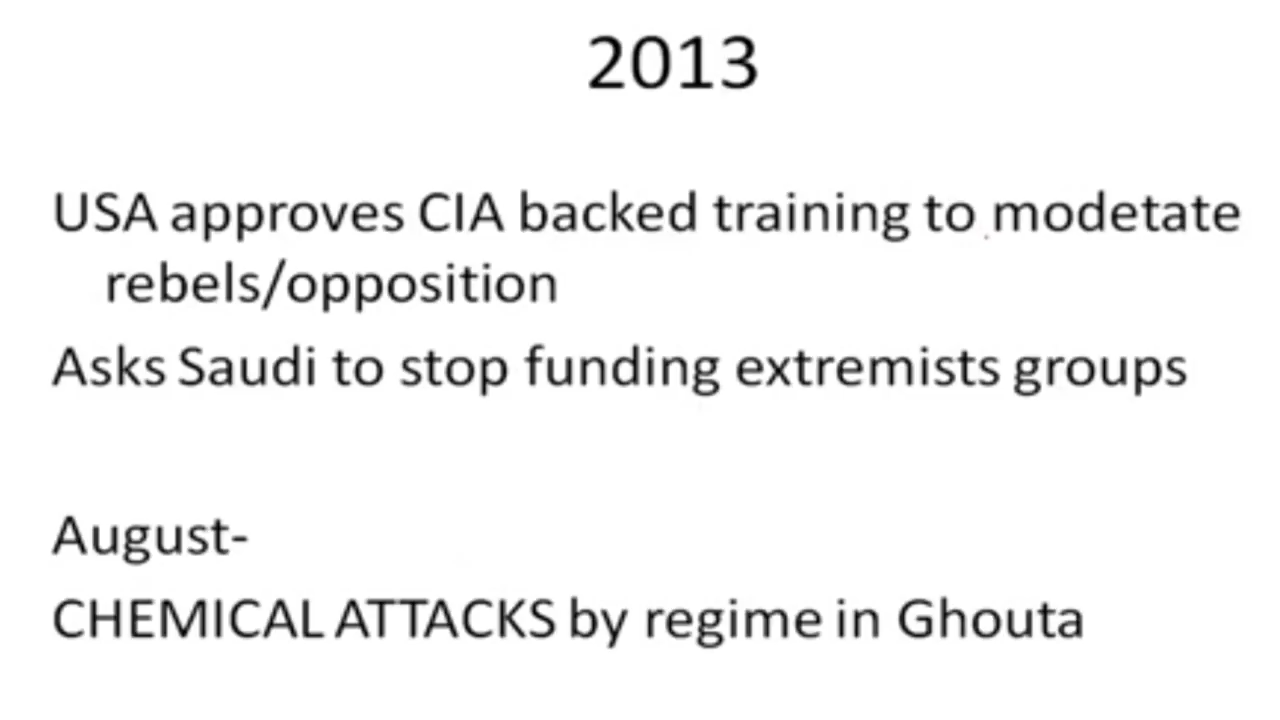 2013
USA approves CIA backed training to modetate
rebels/opposition
Asks Saudi to stop funding extremists groups
August-
CHEMICAL ATTACKS by regime in Ghouta